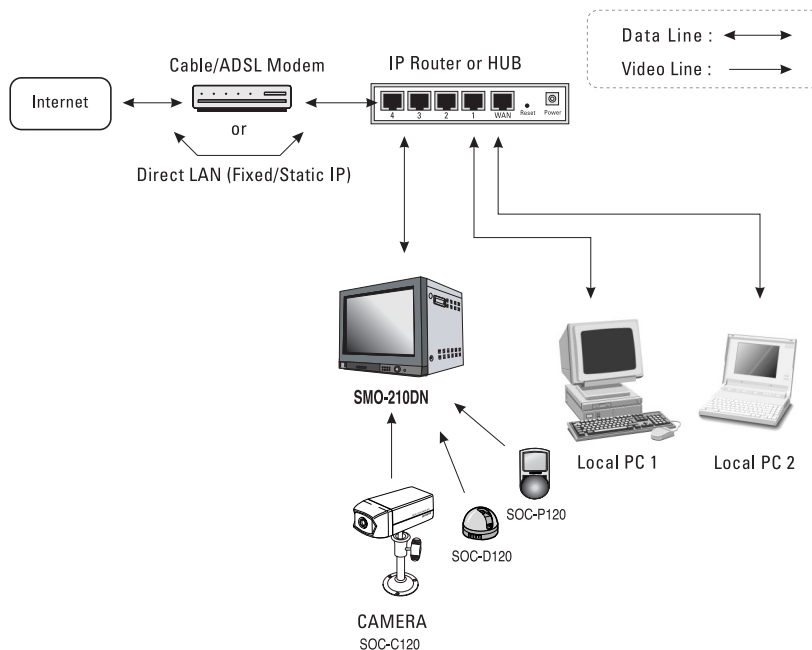 Data Line :
Video Line :
Cable/ADSL Modem
IP Router or HUB
Internet
or
Direct LAN (Fixed/Static IP)
4 3 2 1 WAN Reset Power
SMO-210DN
Local PC 1
Local PC 2
SOC-P120
SOC-D120
CAMERA
SOC-C120